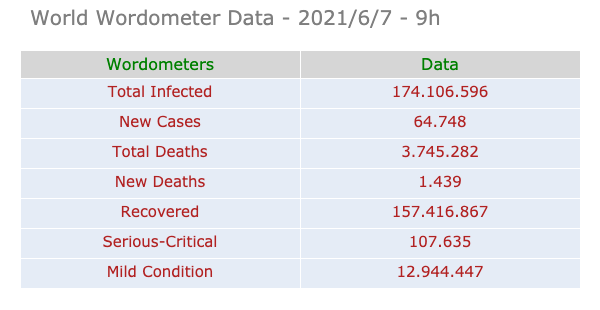 World Wordometer Data - 2021/6/7 - 9h
Wordometers Data
Total Infected 174.106.596
New Cases 64.748
Total Deaths 3.745.282
New Deaths 1.439
Recovered 157.416.867
Serious-Critical 107.635
Mild Condition 12.944.447